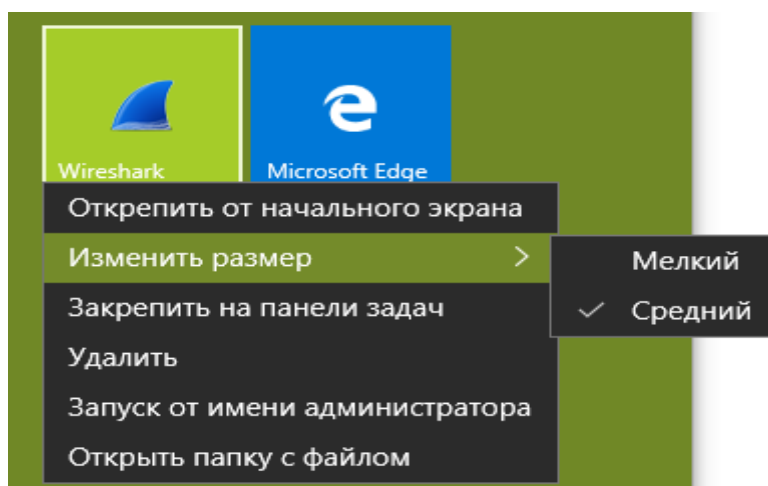 Wireshark
Microsoft Edge
Открепить от начального экрана
Изменить размер
Мелкий
Закрепить на панели задач
Средний
Удалить
Запуск от имени администратора
Открыть папку с файлом